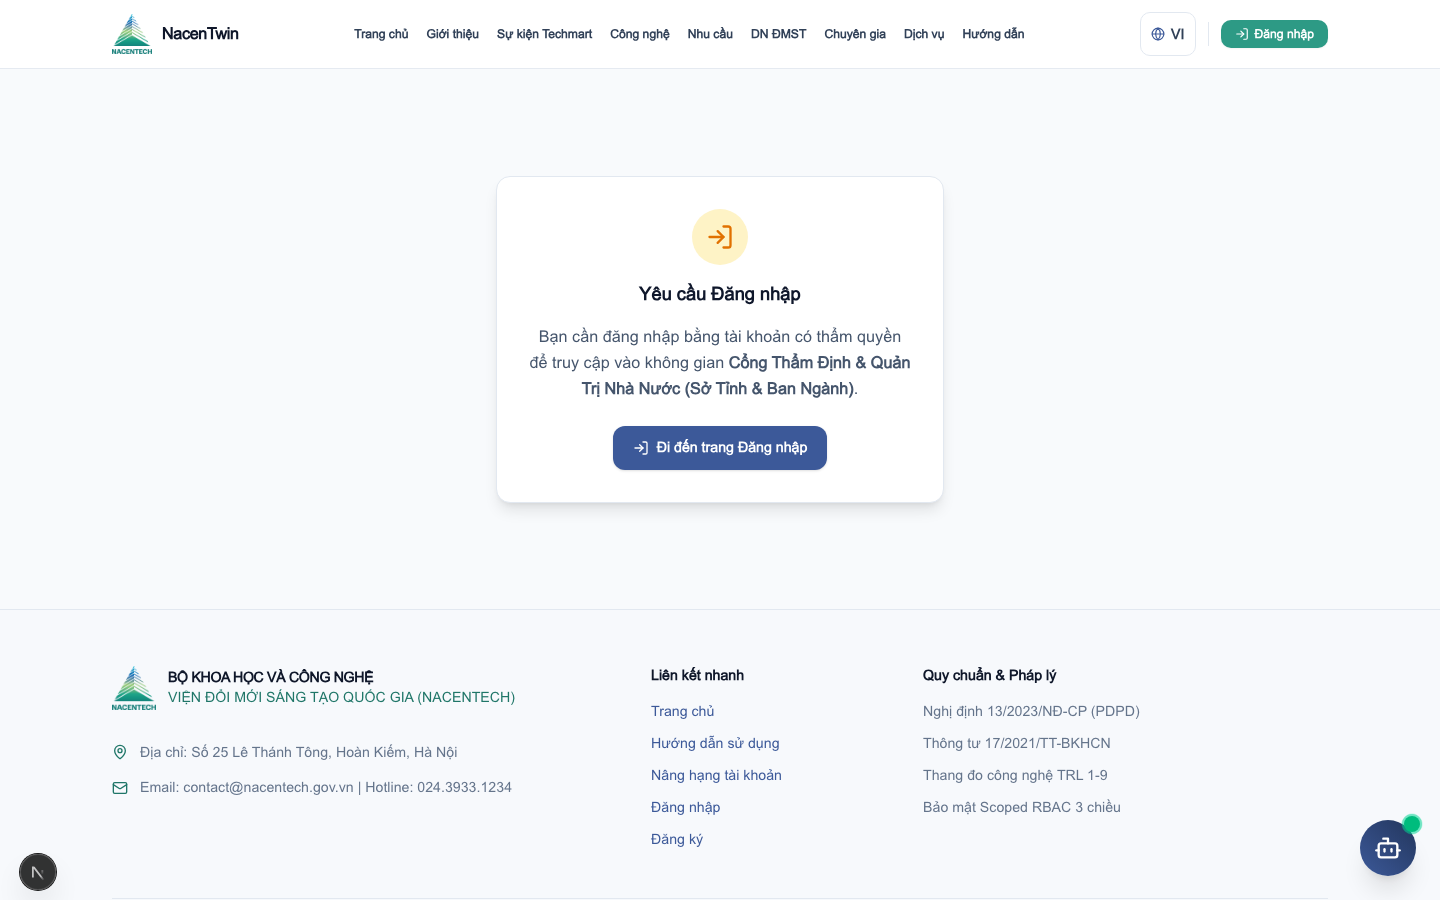 NACENTECH
NacenTwin
Trang chủ
Giới thiệu
Sự kiện Techmart
Công nghệ
Nhu cầu
DN ĐMST
Chuyên gia
Dịch vụ
Hướng dẫn
VI
Đăng nhập
Yêu cầu Đăng nhập
Bạn cần đăng nhập bằng tài khoản có thẩm quyền
để truy cập vào không gian Cổng Thẩm Định & Quản
Trị Nhà Nước (Sở Tỉnh & Ban Ngành).
Đi đến trang Đăng nhập
NACENTECH
BỘ KHOA HỌC VÀ CÔNG NGHỆ
VIỆN ĐỔI MỚI SÁNG TẠO QUỐC GIA (NACENTECH)
Địa chỉ: Số 25 Lê Thánh Tông, Hoàn Kiếm, Hà Nội
Email: contact@nacentech.gov.vn | Hotline: 024.3933.1234
Liên kết nhanh
Trang chủ
Hướng dẫn sử dụng
Nâng hạng tài khoản
Đăng nhập
Đăng ký
Quy chuẩn & Pháp lý
Nghị định 13/2023/NĐ-CP (PDPD)
Thông tư 17/2021/TT-BKHCN
Thang đo công nghệ TRL 1-9
Bảo mật Scoped RBAC 3 chiều
N